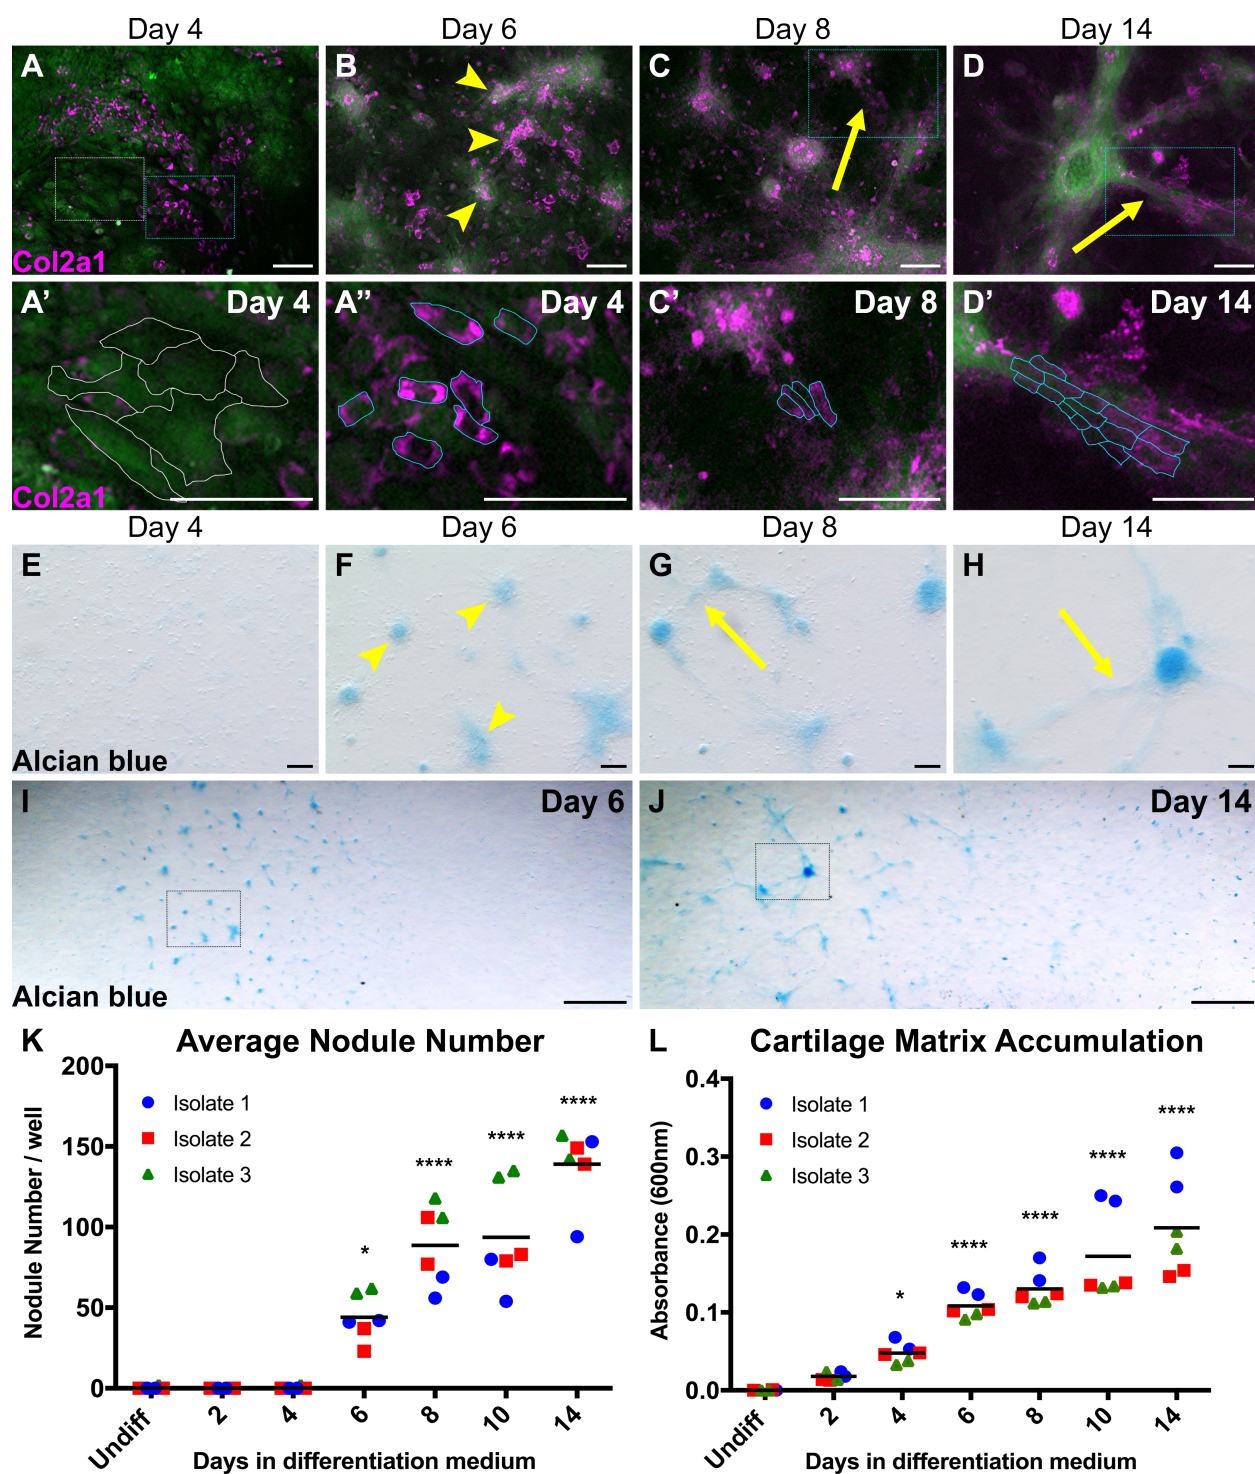 Day 4 Day 6 Day 8 Day 14
A B C D
Col2a1
A' Day 4 A'' Day 4 C' Day 8 D' Day 14
Col2a1
Day 4 Day 6 Day 8 Day 14
E F G H
Alcian blue
I Day 6 J Day 14
Alcian blue
K Average Nodule Number
Nodule Number / well
200
150
100
50
0
Isolate 1
Isolate 2
Isolate 3
* **** **** ****
Undiff 2 4 6 8 10 14
Days in differentiation medium
L Cartilage Matrix Accumulation
Absorbance (600nm)
0.4
0.3
0.2
0.1
0.0
Isolate 1
Isolate 2
Isolate 3
* **** **** **** ****
Undiff 2 4 6 8 10 14
Days in differentiation medium